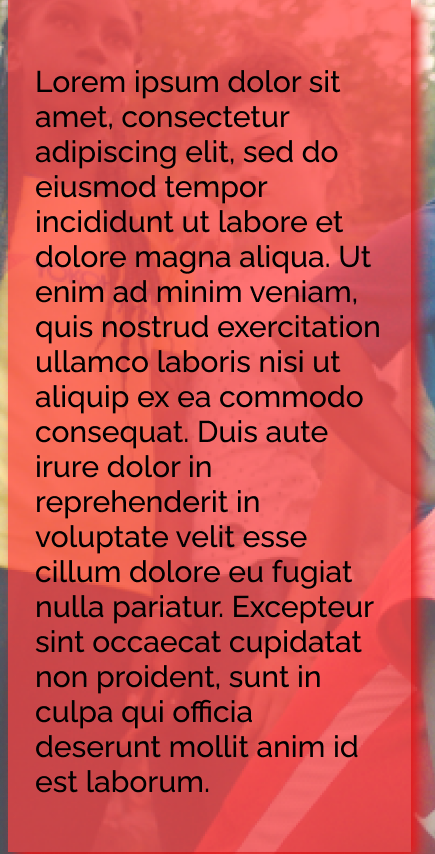 Lorem ipsum dolor sit
amet, consectetur
adipiscing elit, sed do
eiusmod tempor
incididunt ut labore et
dolore magna aliqua. Ut
enim ad minim veniam,
quis nostrud exercitation
ullamco laboris nisi ut
aliquip ex ea commodo
consequat. Duis aute
irure dolor in
reprehenderit in
voluptate velit esse
cillum dolore eu fugiat
nulla pariatur. Excepteur
sint occaecat cupidatat
non proident, sunt in
culpa qui officia
deserunt mollit anim id
est laborum.